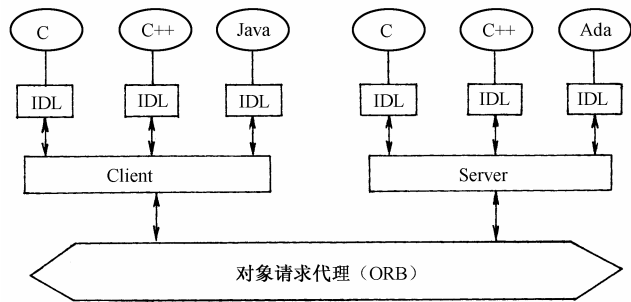 C C++ Java C C++ Ada
IDL IDL IDL IDL IDL IDL
Client Server
对象请求代理（ORB）